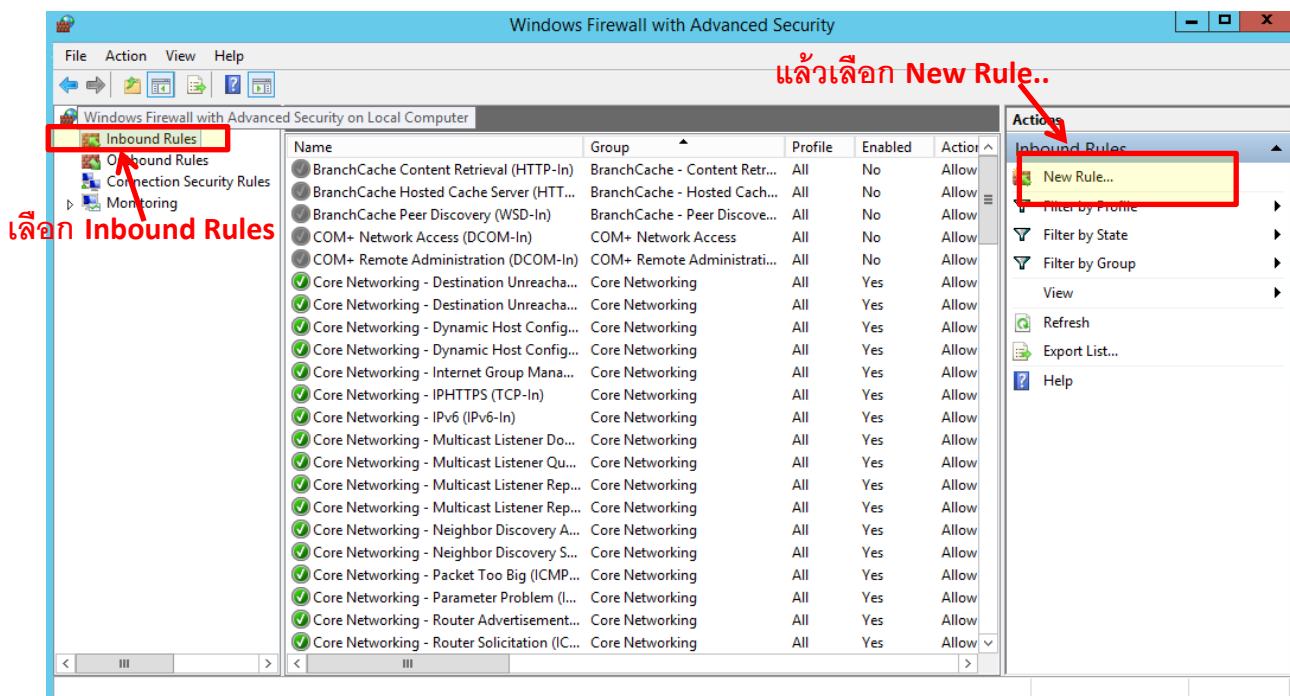 Windows Firewall with Advanced Security
File Action View Help
แล้วเลือก New Rule..
Windows Firewall with Advanced Security on Local Computer
Inbound Rules
Outbound Rules
Connection Security Rules
Monitoring
เลือก Inbound Rules
Name Group Profile Enabled Action
BranchCache Content Retrieval (HTTP-In) BranchCache - Content Retr... All No Allow
BranchCache Hosted Cache Server (HTT... BranchCache - Hosted Cach... All No Allow
BranchCache Peer Discovery (WSD-In) BranchCache - Peer Discove... All No Allow
COM+ Network Access (DCOM-In) COM+ Network Access All No Allow
COM+ Remote Administration (DCOM-In) COM+ Remote Administrati... All No Allow
Core Networking - Destination Unreacha... Core Networking All Yes Allow
Core Networking - Destination Unreacha... Core Networking All Yes Allow
Core Networking - Dynamic Host Config... Core Networking All Yes Allow
Core Networking - Dynamic Host Config... Core Networking All Yes Allow
Core Networking - Internet Group Mana... Core Networking All Yes Allow
Core Networking - IPHTTPS (TCP-In) Core Networking All Yes Allow
Core Networking - IPv6 (IPv6-In) Core Networking All Yes Allow
Core Networking - Multicast Listener Do... Core Networking All Yes Allow
Core Networking - Multicast Listener Qu... Core Networking All Yes Allow
Core Networking - Multicast Listener Rep... Core Networking All Yes Allow
Core Networking - Multicast Listener Rep... Core Networking All Yes Allow
Core Networking - Neighbor Discovery A... Core Networking All Yes Allow
Core Networking - Neighbor Discovery S... Core Networking All Yes Allow
Core Networking - Packet Too Big (ICMP... Core Networking All Yes Allow
Core Networking - Parameter Problem (I... Core Networking All Yes Allow
Core Networking - Router Advertisement... Core Networking All Yes Allow
Core Networking - Router Solicitation (IC... Core Networking All Yes Allow
Actions
Inbound Rules
New Rule...
Filter by Profile
Filter by State
Filter by Group
View
Refresh
Export List...
Help